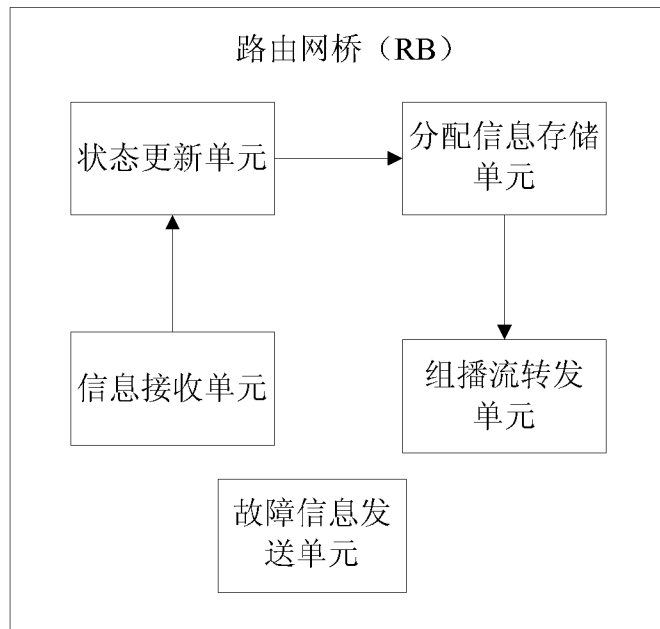 路由网桥（RB）
状态更新单元
分配信息存储
单元
信息接收单元
组播流转发
单元
故障信息发
送单元